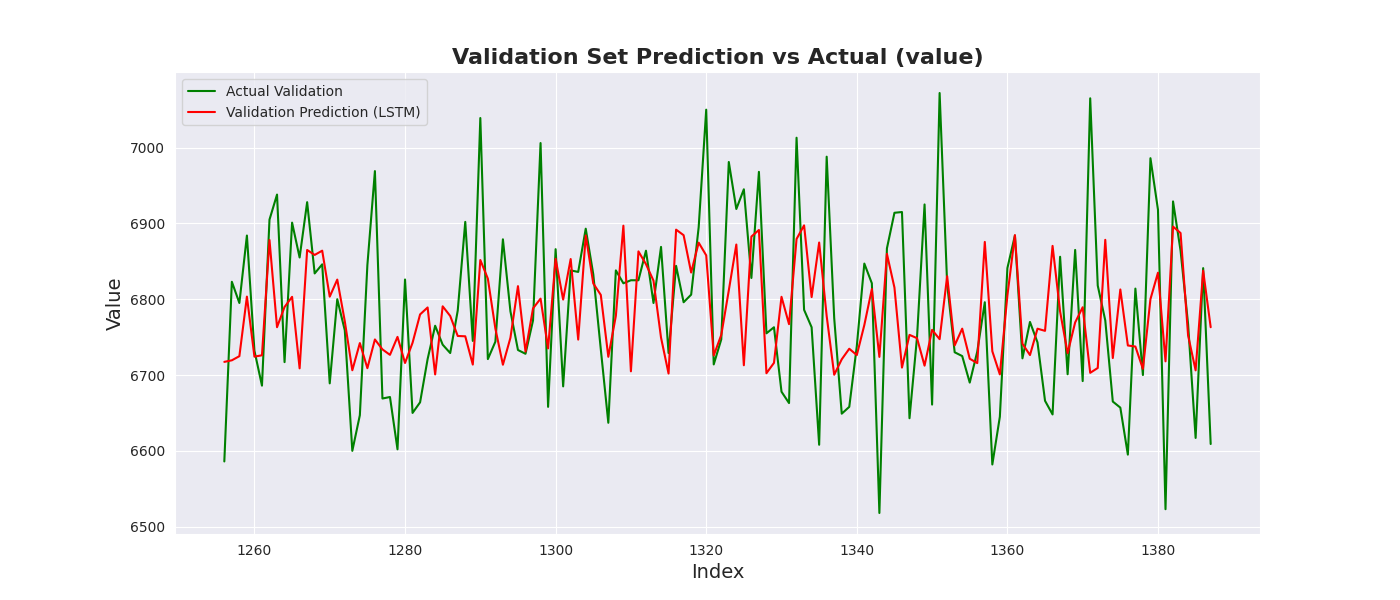 Validation Set Prediction vs Actual (value)
Actual Validation
Validation Prediction (LSTM)
Value
7000
6900
6800
6700
6600
6500
1260 1280 1300 1320 1340 1360 1380
Index